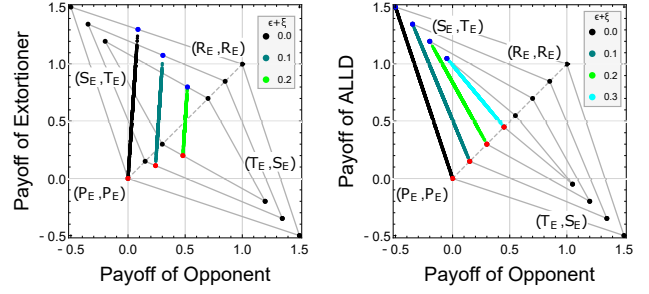 1.5
1.0
0.5
0.0
-0.5
-0.5 0.0 0.5 1.0 1.5
Payoff of Extortioner
Payoff of Opponent
(S_E,T_E)
(R_E,R_E)
(T_E,S_E)
(P_E,P_E)
ϵ+ξ
0.0
0.1
0.2
1.5
1.0
0.5
0.0
-0.5
-0.5 0.0 0.5 1.0 1.5
Payoff of ALLD
Payoff of Opponent
(S_E,T_E)
(R_E,R_E)
(P_E,P_E)
(T_E,S_E)
ϵ+ξ
0.0
0.1
0.2
0.3